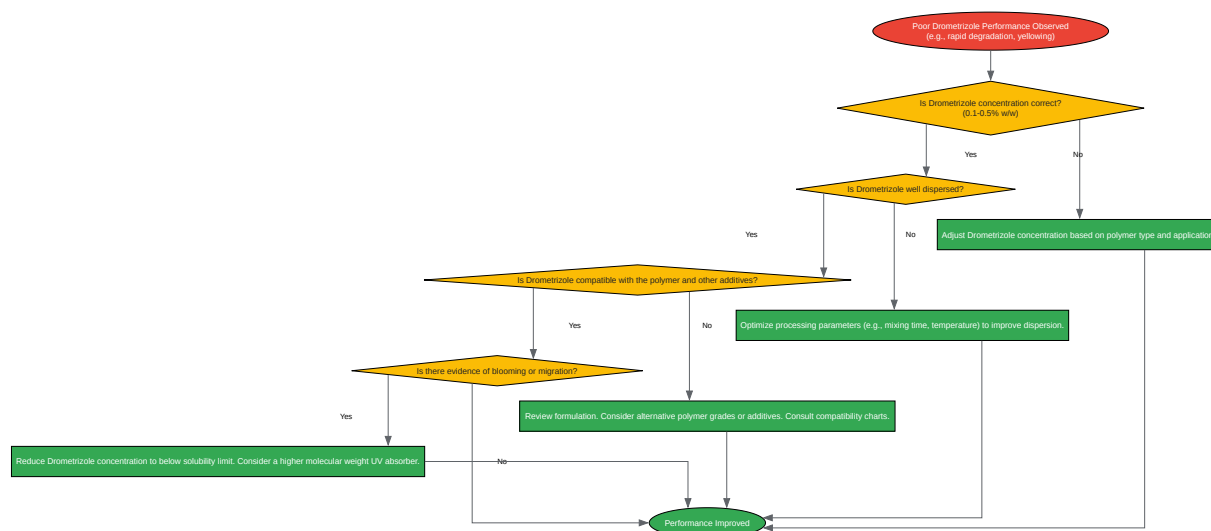 Poor Drometrizole Performance Observed
(e.g., rapid degradation, yellowing)
Is Drometrizole concentration correct?
(0.1-0.5% w/w)
Yes
No
Is Drometrizole well dispersed?
Yes
No
Adjust Drometrizole concentration based on polymer type and application.
Is Drometrizole compatible with the polymer and other additives?
Yes
No
Optimize processing parameters (e.g., mixing time, temperature) to improve dispersion.
Is there evidence of blooming or migration?
Yes
Review formulation. Consider alternative polymer grades or additives. Consult compatibility charts.
Reduce Drometrizole concentration to below solubility limit. Consider a higher molecular weight UV absorber.
No
Performance Improved